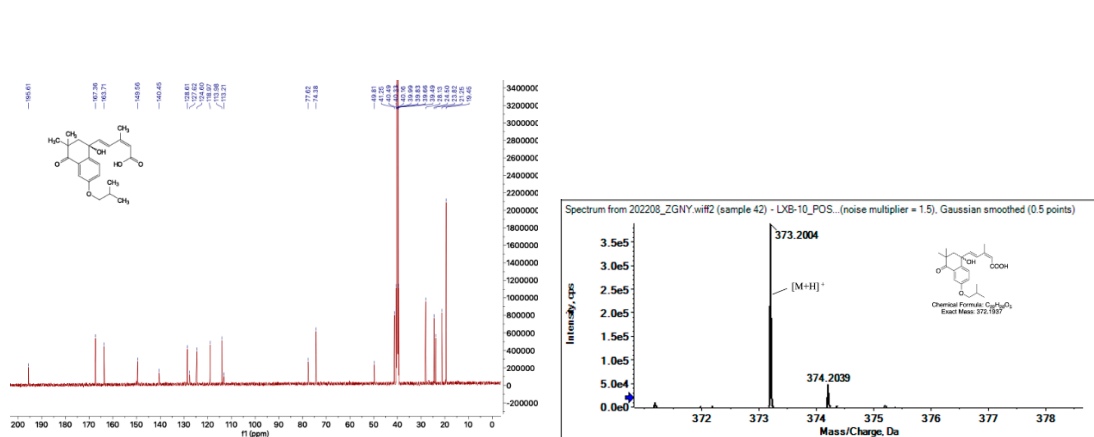 195.61
167.36
163.71
149.56
140.45
128.61
127.62
124.60
118.97
113.98
113.21
77.62
74.38
49.81
41.25
40.49
40.33
40.16
39.99
39.83
39.66
39.49
28.13
24.50
23.82
21.25
19.45
CH₃
CH₃
H₃C
OH
O
HO
O
CH₃
O
CH₃
3400000
3200000
3000000
2800000
2600000
2400000
2200000
2000000
1800000
1600000
1400000
1200000
1000000
800000
600000
400000
200000
0
-200000
200 190 180 170 160 150 140 130 120 110 100 90 80 70 60 50 40 30 20 10 0
f1 (ppm)
Spectrum from 202208_ZGNY.wiff2 (sample 42) - LXB-10_POS...(noise multiplier = 1.5), Gaussian smoothed (0.5 points)
Intensity, cps
3.5e5
3.0e5
2.5e5
2.0e5
1.5e5
1.0e5
5.0e4
0.0e0
373.2004
[M+H]⁺
374.2039
OH
COOH
O
O
Chemical Formula: C₂₂H₂₈O₅
Exact Mass: 372.1937
372 373 374 375 376 377 378
Mass/Charge, Da